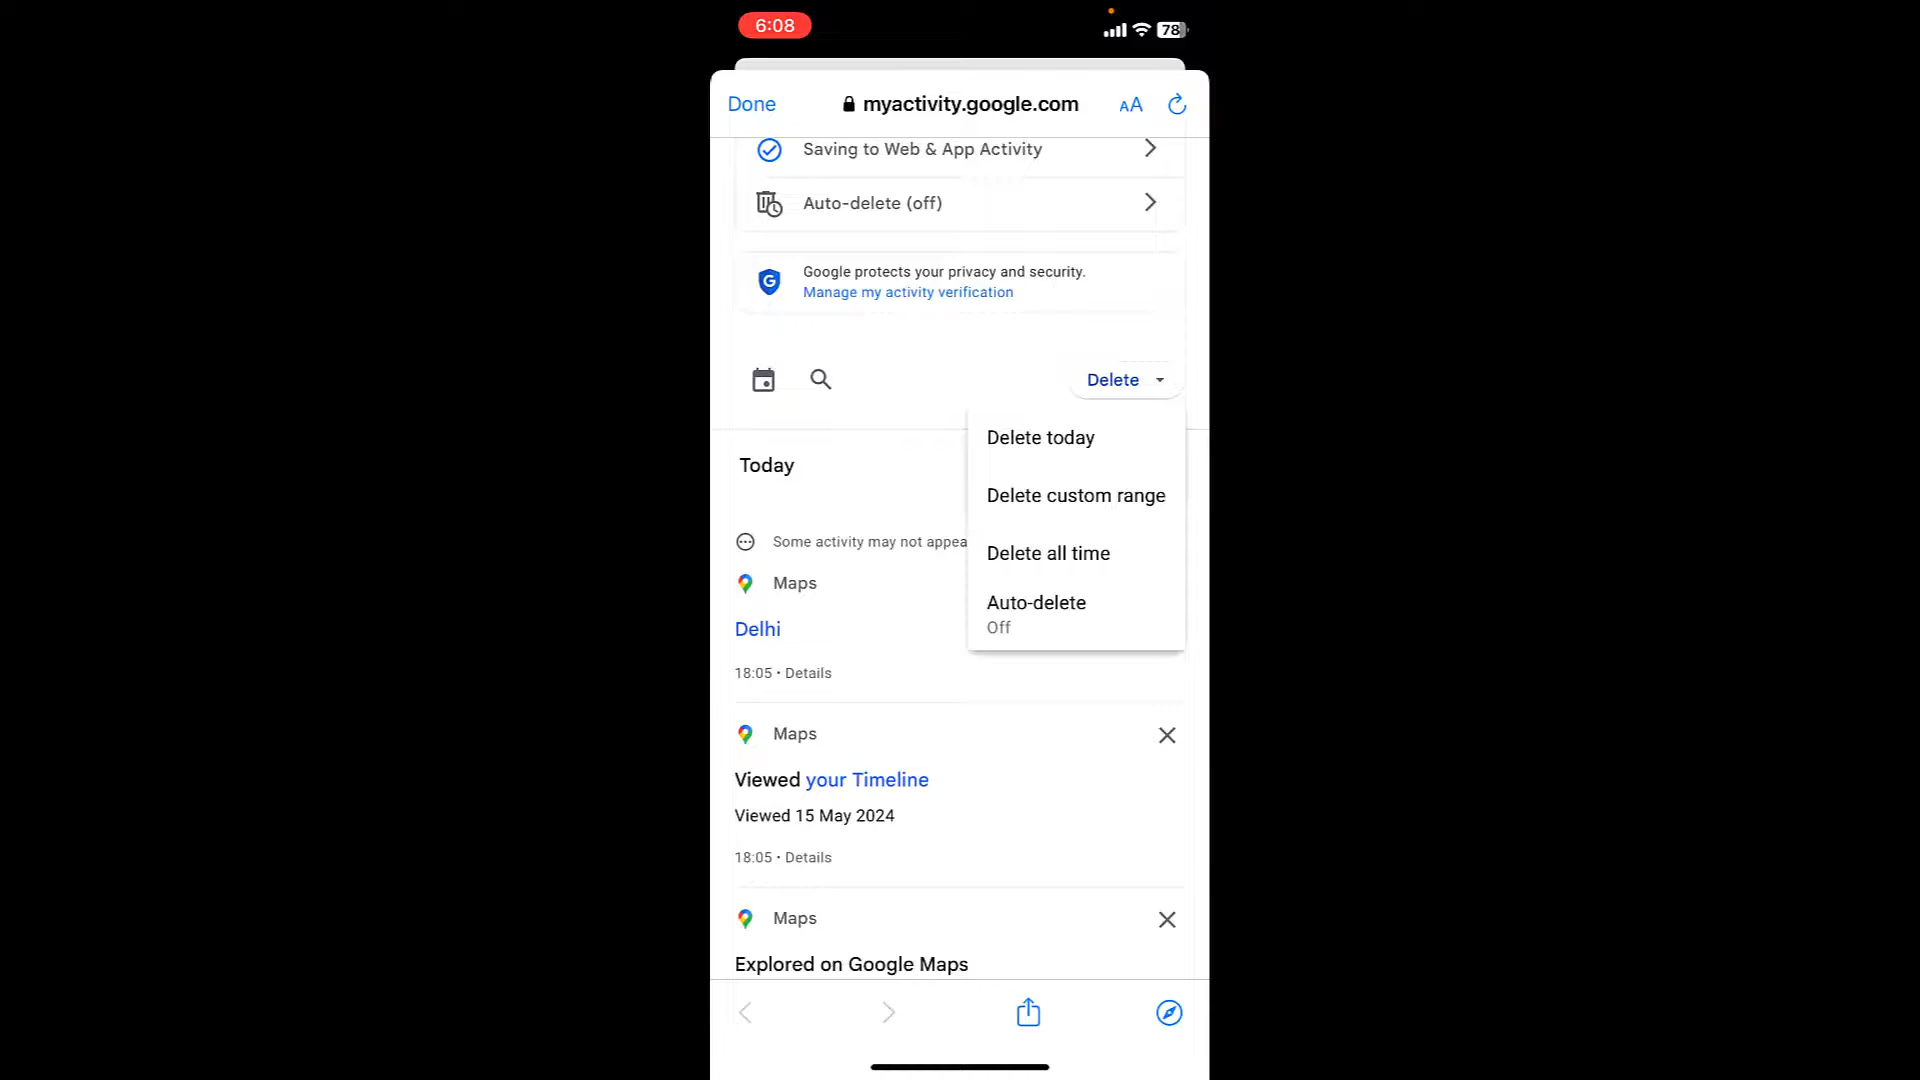 6:08
78
Done
myactivity.google.com
AA
Saving to Web & App Activity
Auto-delete (off)
Google protects your privacy and security.
Manage my activity verification
Delete
Delete today
Delete custom range
Delete all time
Auto-delete
Off
Today
Some activity may not appea
Maps
Delhi
18:05 • Details
Maps
Viewed your Timeline
Viewed 15 May 2024
18:05 • Details
Maps
Explored on Google Maps